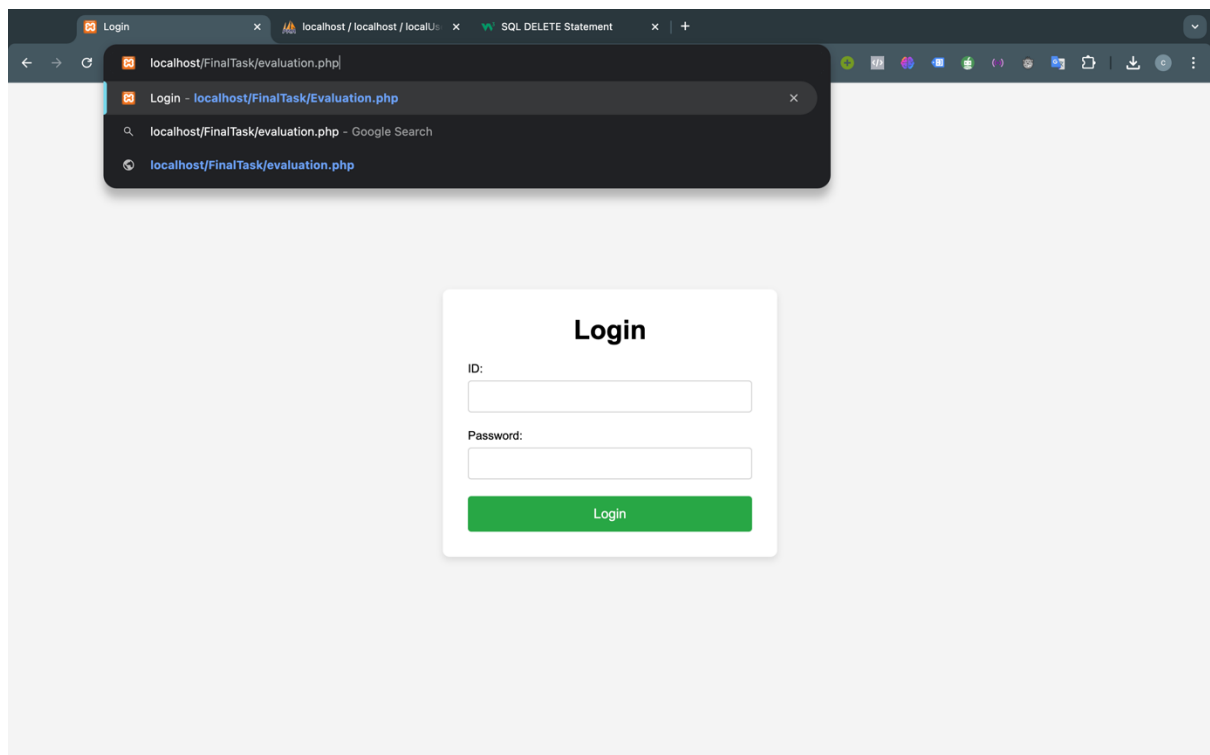 Login
localhost / localhost / localUs
SQL DELETE Statement
localhost/FinalTask/evaluation.php
Login - localhost/FinalTask/Evaluation.php
localhost/FinalTask/evaluation.php - Google Search
localhost/FinalTask/evaluation.php
Login
ID:
Password:
Login